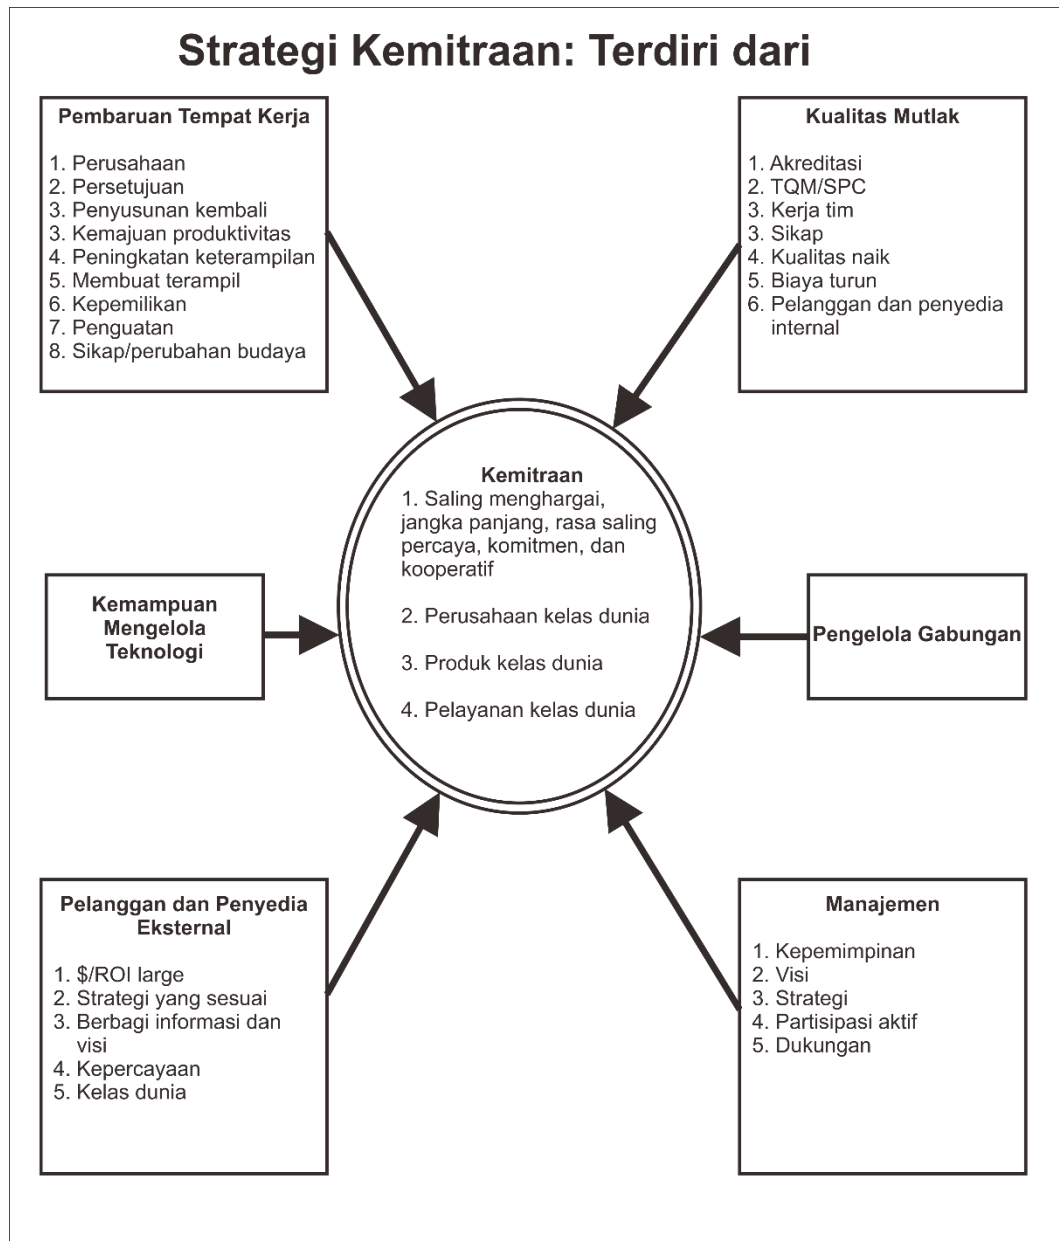 Strategi Kemitraan: Terdiri dari
Pembaruan Tempat Kerja
1. Perusahaan
2. Persetujuan
3. Penyusunan kembali
3. Kemajuan produktivitas
4. Peningkatan keterampilan
5. Membuat terampil
6. Kepemilikan
7. Penguatan
8. Sikap/perubahan budaya
Kualitas Mutlak
1. Akreditasi
2. TQM/SPC
3. Kerja tim
3. Sikap
4. Kualitas naik
5. Biaya turun
6. Pelanggan dan penyedia
internal
Kemitraan
1. Saling menghargai,
jangka panjang, rasa saling
percaya, komitmen, dan
kooperatif
2. Perusahaan kelas dunia
3. Produk kelas dunia
4. Pelayanan kelas dunia
Kemampuan
Mengelola
Teknologi
Pengelola Gabungan
Pelanggan dan Penyedia
Eksternal
1. $/ROI large
2. Strategi yang sesuai
3. Berbagi informasi dan
visi
4. Kepercayaan
5. Kelas dunia
Manajemen
1. Kepemimpinan
2. Visi
3. Strategi
4. Partisipasi aktif
5. Dukungan